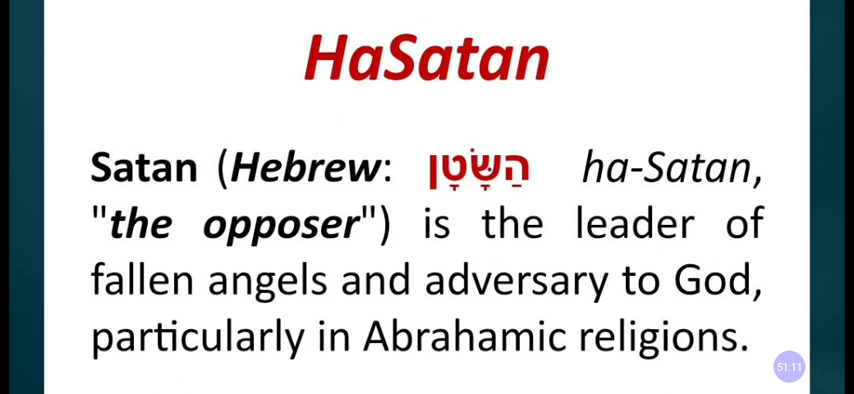 HaSatan
Satan (Hebrew: הַשָּׂטָן ha-Satan,
"the opposer") is the leader of
fallen angels and adversary to God,
particularly in Abrahamic religions.
51:11